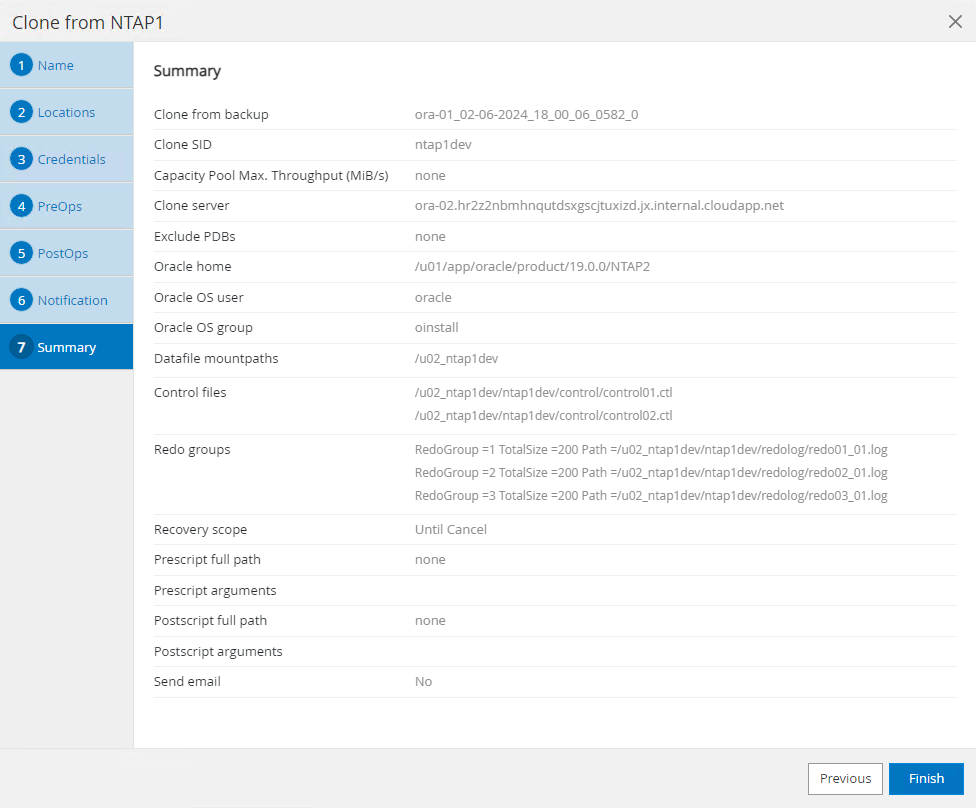 Clone from NTAP1
1 Name
2 Locations
3 Credentials
4 PreOps
5 PostOps
6 Notification
7 Summary
Summary
Clone from backup ora-01_02-06-2024_18_00_06_0582_0
Clone SID ntap1dev
Capacity Pool Max. Throughput (MiB/s) none
Clone server ora-02.hr2z2nbmhnqutdsxgscjtuxizd.jx.internal.cloudapp.net
Exclude PDBs none
Oracle home /u01/app/oracle/product/19.0.0/NTAP2
Oracle OS user oracle
Oracle OS group oinstall
Datafile mountpaths /u02_ntap1dev
Control files /u02_ntap1dev/ntap1dev/control/control01.ctl
/u02_ntap1dev/ntap1dev/control/control02.ctl
Redo groups RedoGroup =1 TotalSize =200 Path =/u02_ntap1dev/ntap1dev/redolog/redo01_01.log
RedoGroup =2 TotalSize =200 Path =/u02_ntap1dev/ntap1dev/redolog/redo02_01.log
RedoGroup =3 TotalSize =200 Path =/u02_ntap1dev/ntap1dev/redolog/redo03_01.log
Recovery scope Until Cancel
Prescript full path none
Prescript arguments
Postscript full path none
Postscript arguments
Send email No
Previous Finish